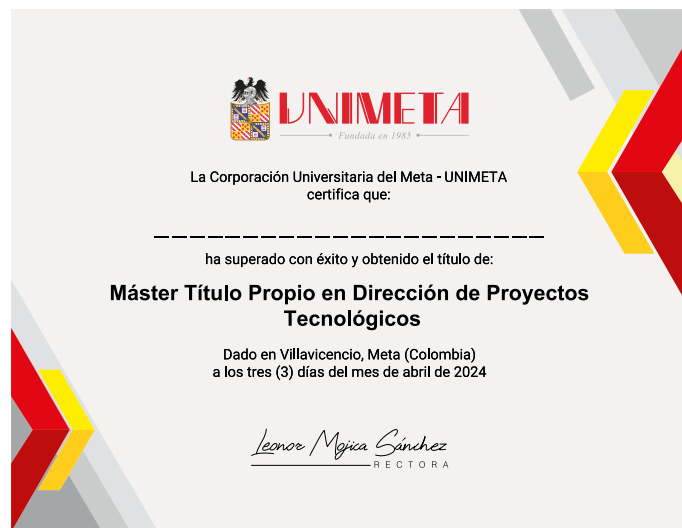 UNIMETA
Fundada en 1985
La Corporación Universitaria del Meta - UNIMETA
certifica que:
ha superado con éxito y obtenido el título de:
Máster Título Propio en Dirección de Proyectos
Tecnológicos
Dado en Villavicencio, Meta (Colombia)
a los tres (3) días del mes de abril de 2024
Leonor Mojica Sánchez
RECTORA